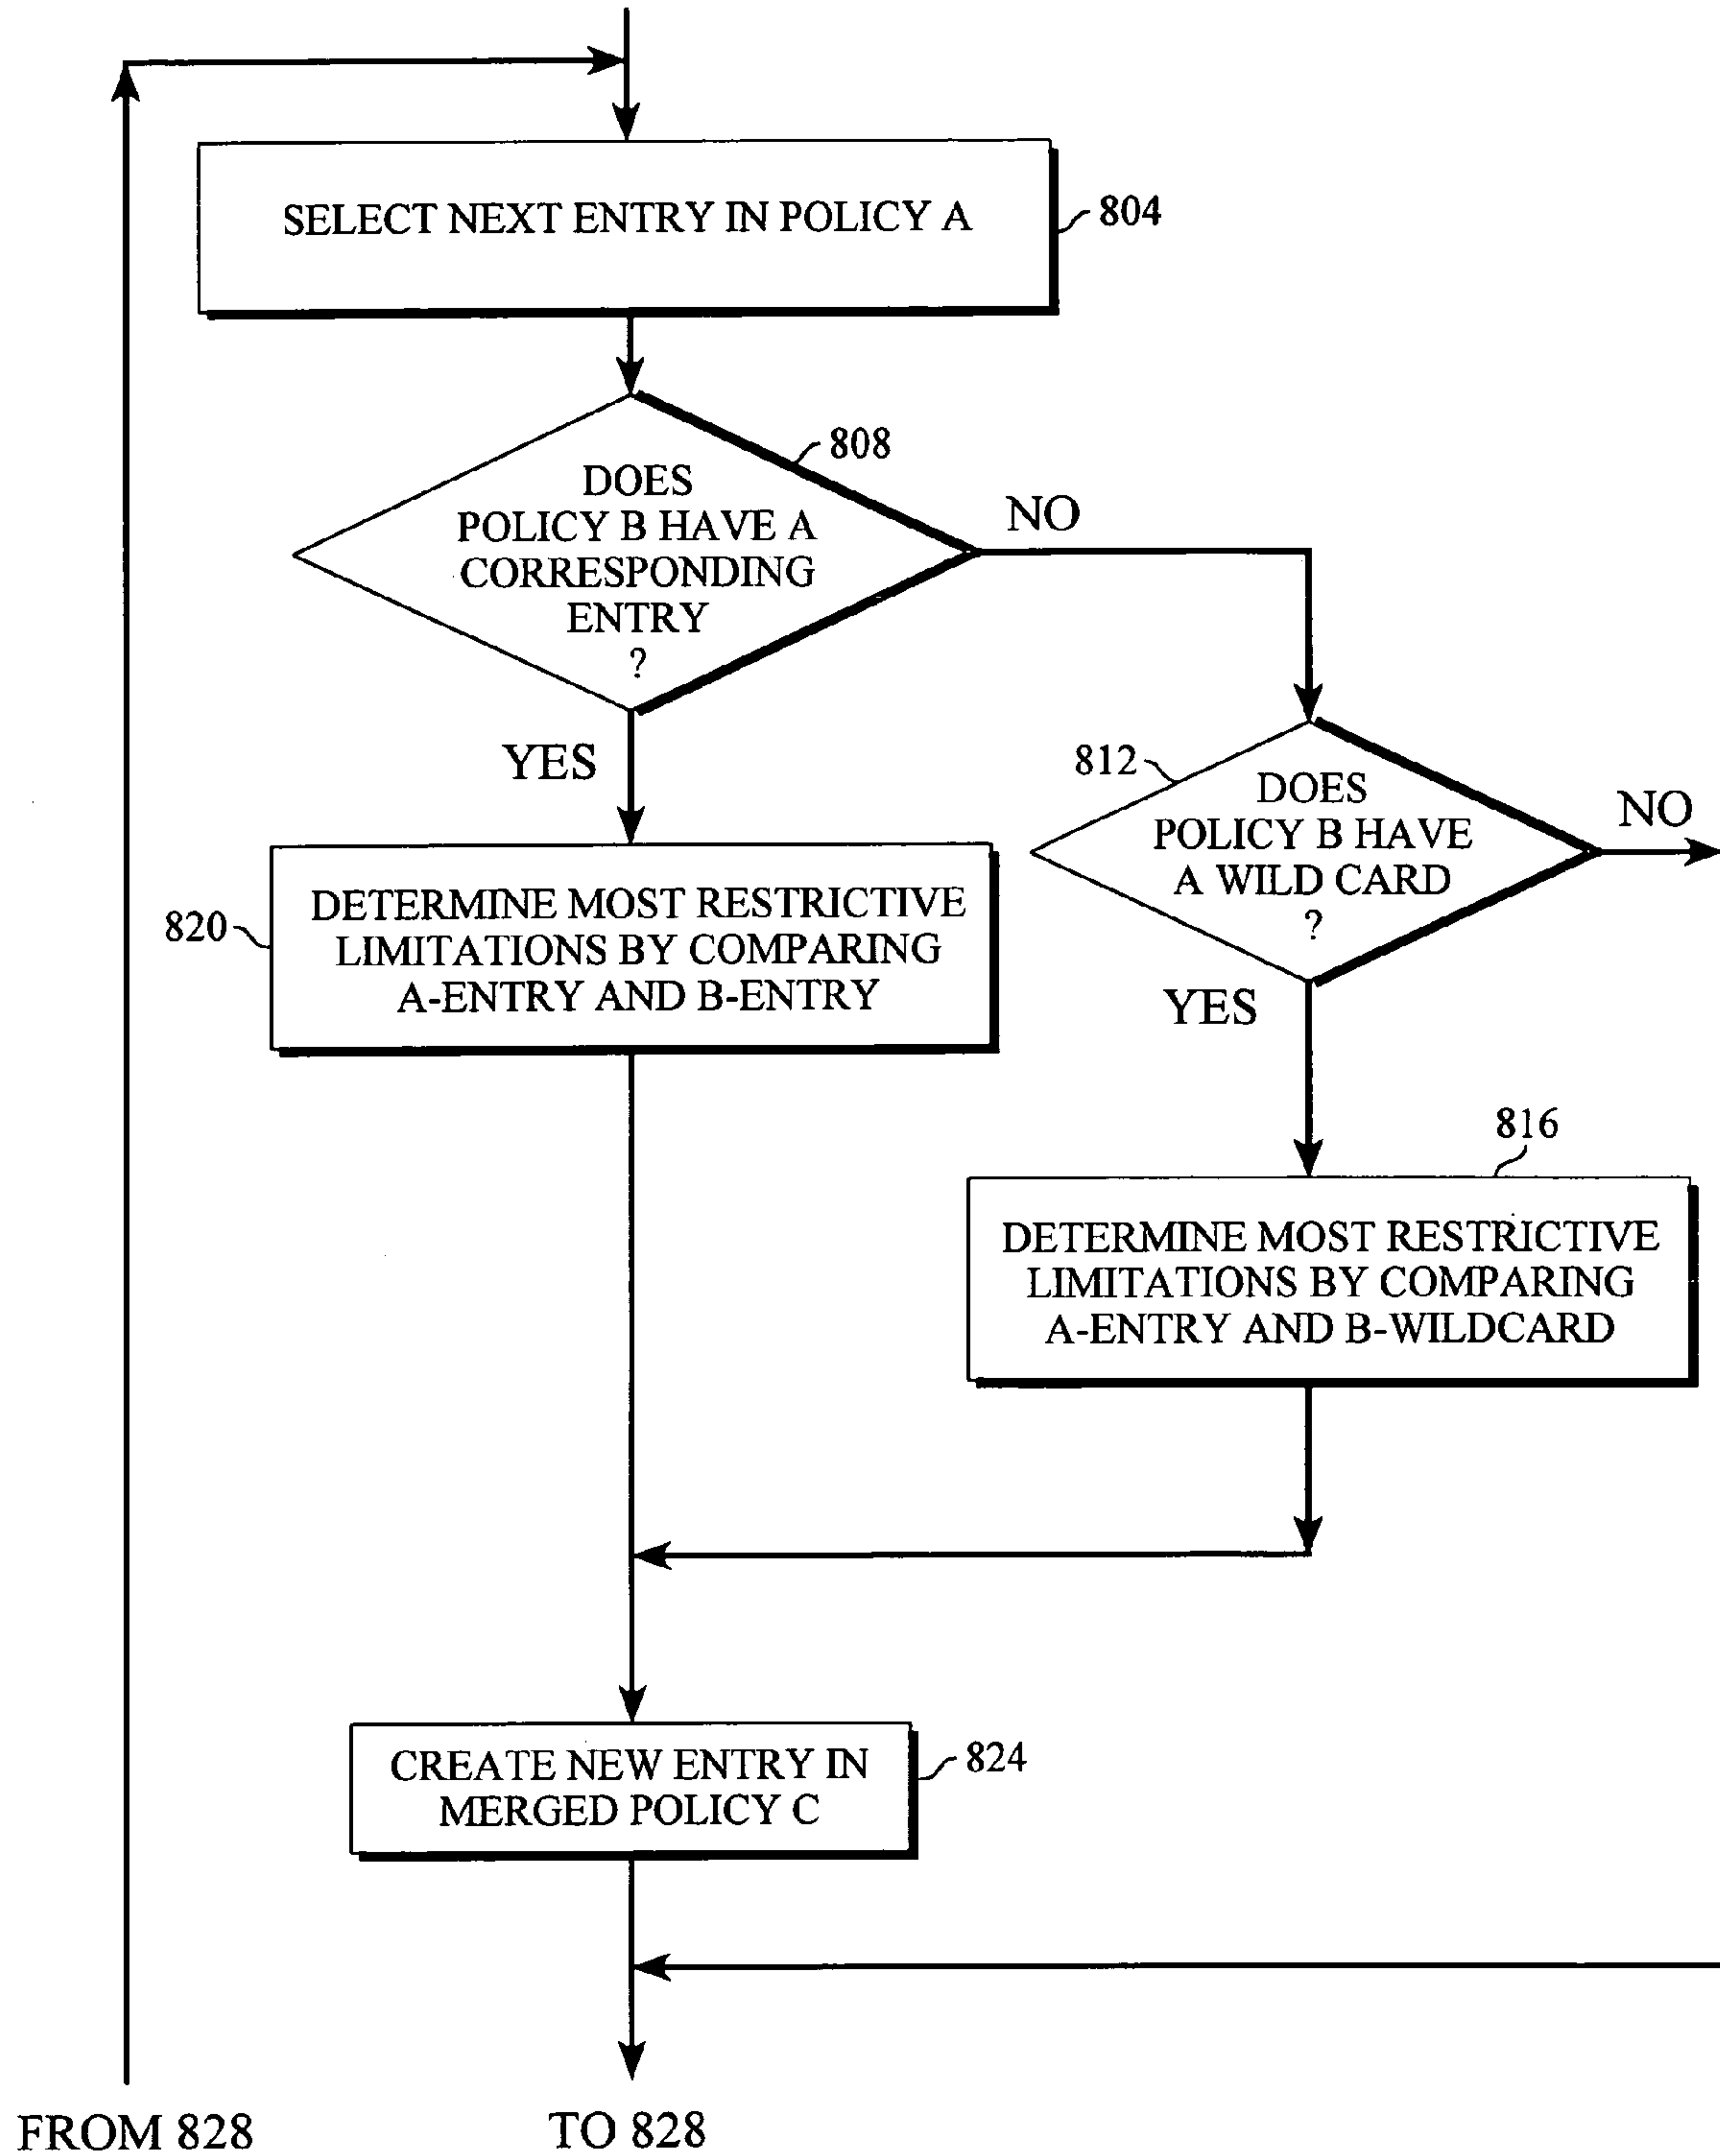 SELECT NEXT ENTRY IN POLICY A
804
808
DOES
POLICY B HAVE A
CORRESPONDING
ENTRY
?
NO
YES
812
DOES
POLICY B HAVE
A WILD CARD
?
NO
YES
820
DETERMINE MOST RESTRICTIVE
LIMITATIONS BY COMPARING
A-ENTRY AND B-ENTRY
816
DETERMINE MOST RESTRICTIVE
LIMITATIONS BY COMPARING
A-ENTRY AND B-WILDCARD
CREATE NEW ENTRY IN
MERGED POLICY C
824
FROM 828
TO 828